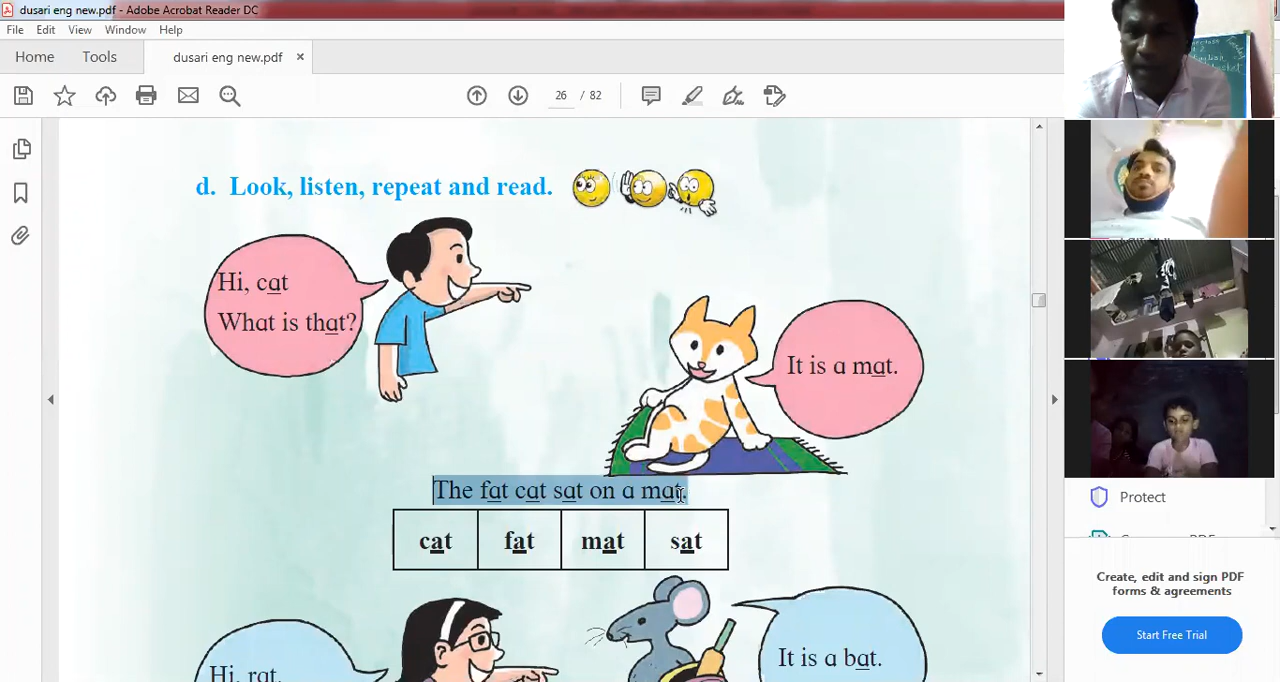 dusari eng new.pdf - Adobe Acrobat Reader DC
File Edit View Window Help
Home Tools dusari eng new.pdf ×
26 / 82
d. Look, listen, repeat and read.
Hi, cat
What is that?
It is a mat.
The fat cat sat on a mat.
cat fat mat sat
Hi, rat.
It is a bat.
Protect
Create, edit and sign PDF
forms & agreements
Start Free Trial